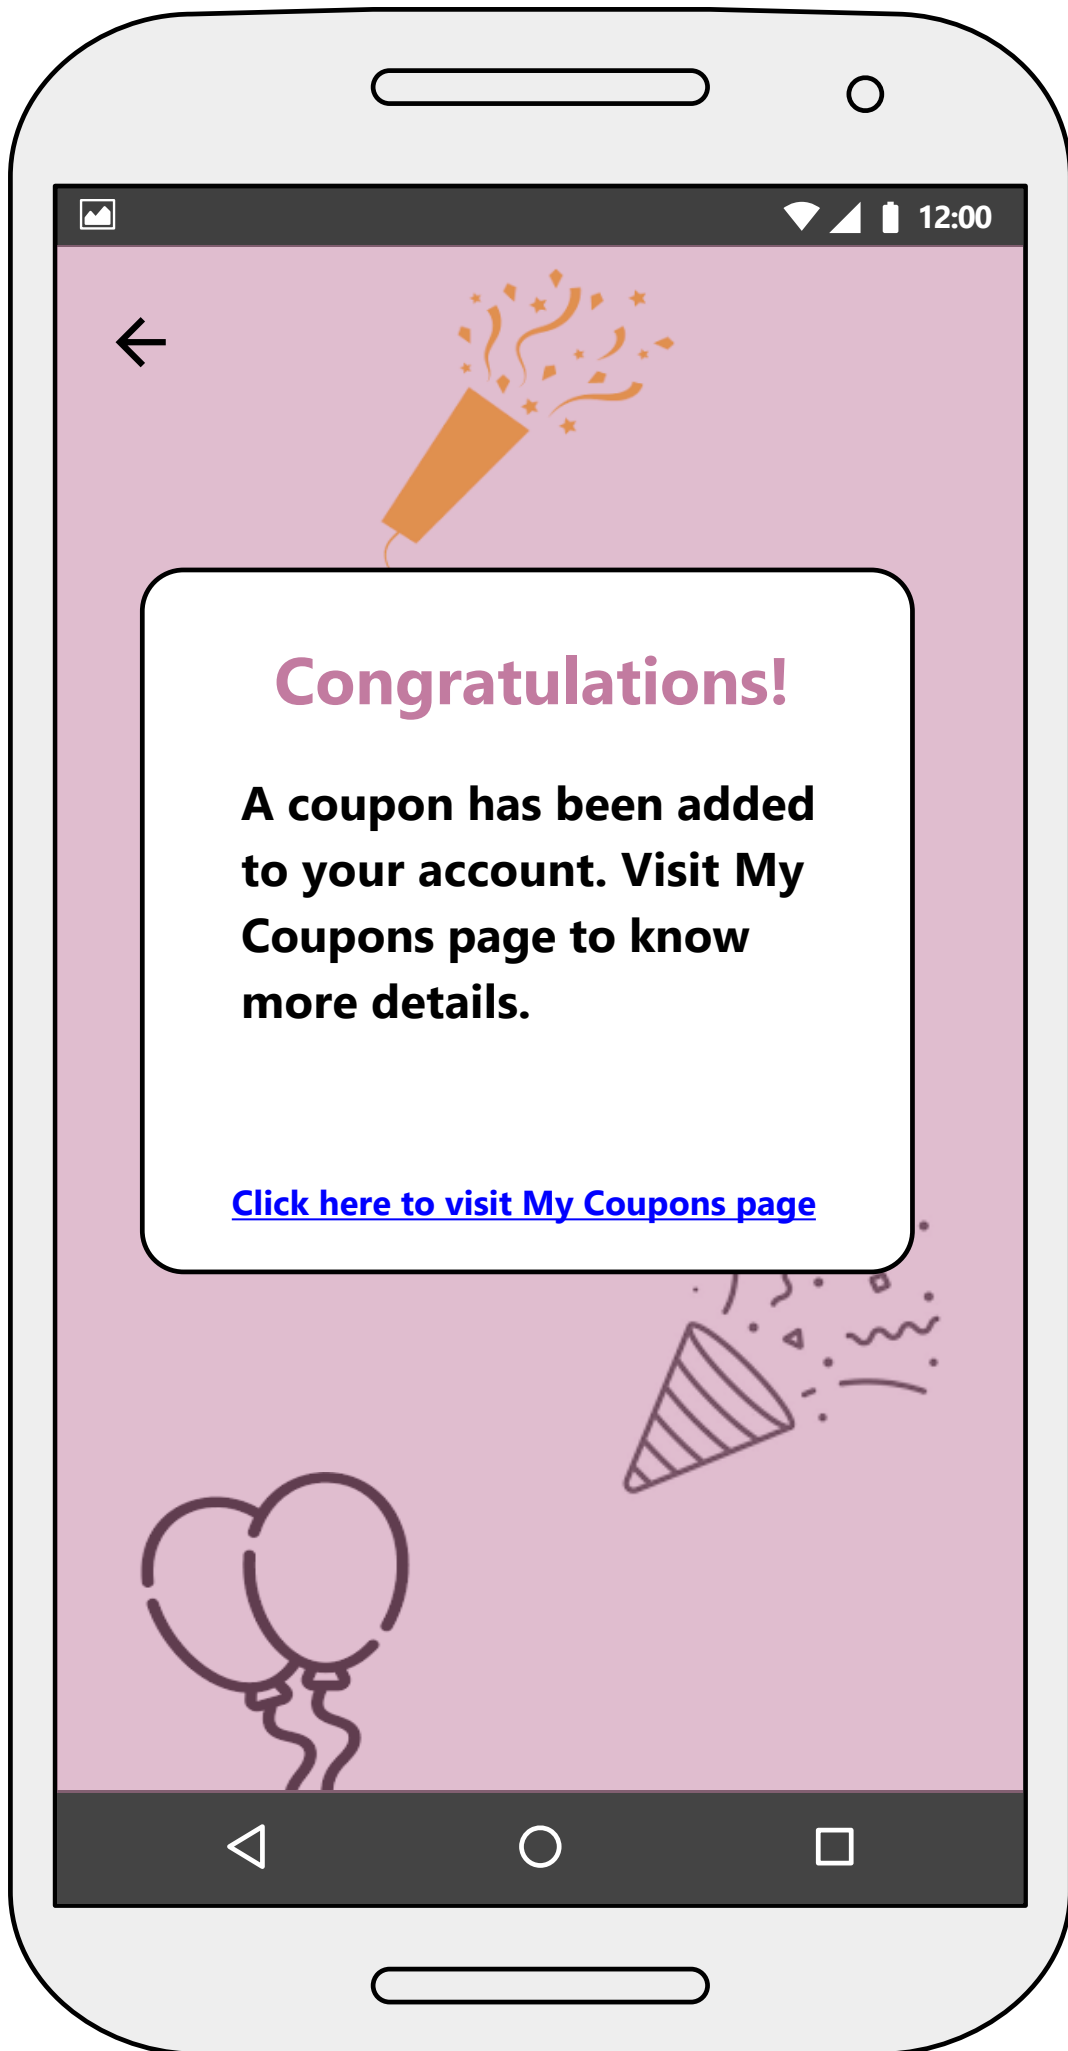 12:00
Congratulations!
A coupon has been added
to your account. Visit My
Coupons page to know
more details.
Click here to visit My Coupons page